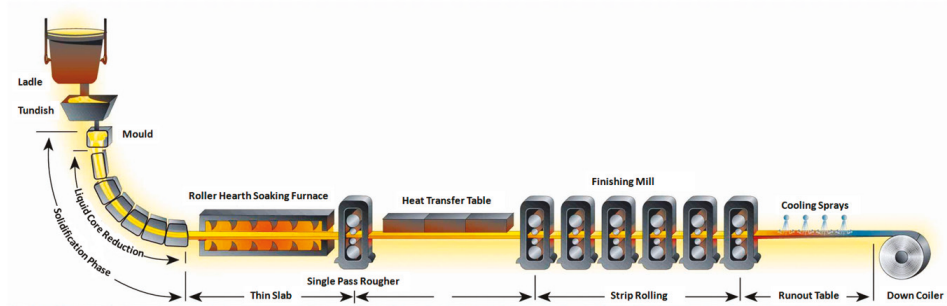 Ladle
Tundish
Mould
Liquid Core Reduction
Solidification Phase
Roller Hearth Soaking Furnace
Heat Transfer Table
Finishing Mill
Cooling Sprays
Single Pass Rougher
Thin Slab
Strip Rolling
Runout Table
Down Coiler